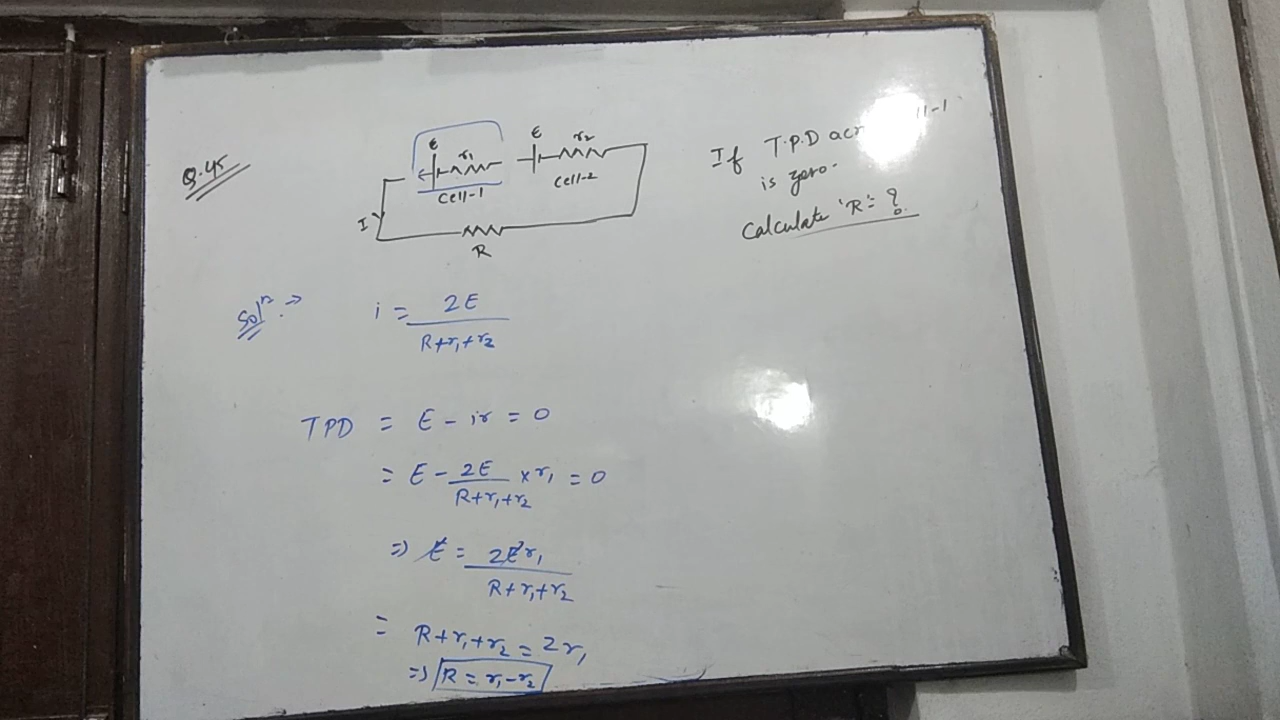 Q.45
E r₁ E r₂
Cell-1 Cell-2
I
R
If T.P.D
is zero.
Calculate 'R' = ?
Solⁿ. →
i = 2E / R+r₁+r₂
TPD = E - ir = 0
= E - 2E / R+r₁+r₂ × r₁ = 0
=> E = 2Er₁ / R+r₁+r₂
= R+r₁+r₂ = 2r₁
=> R = r₁-r₂